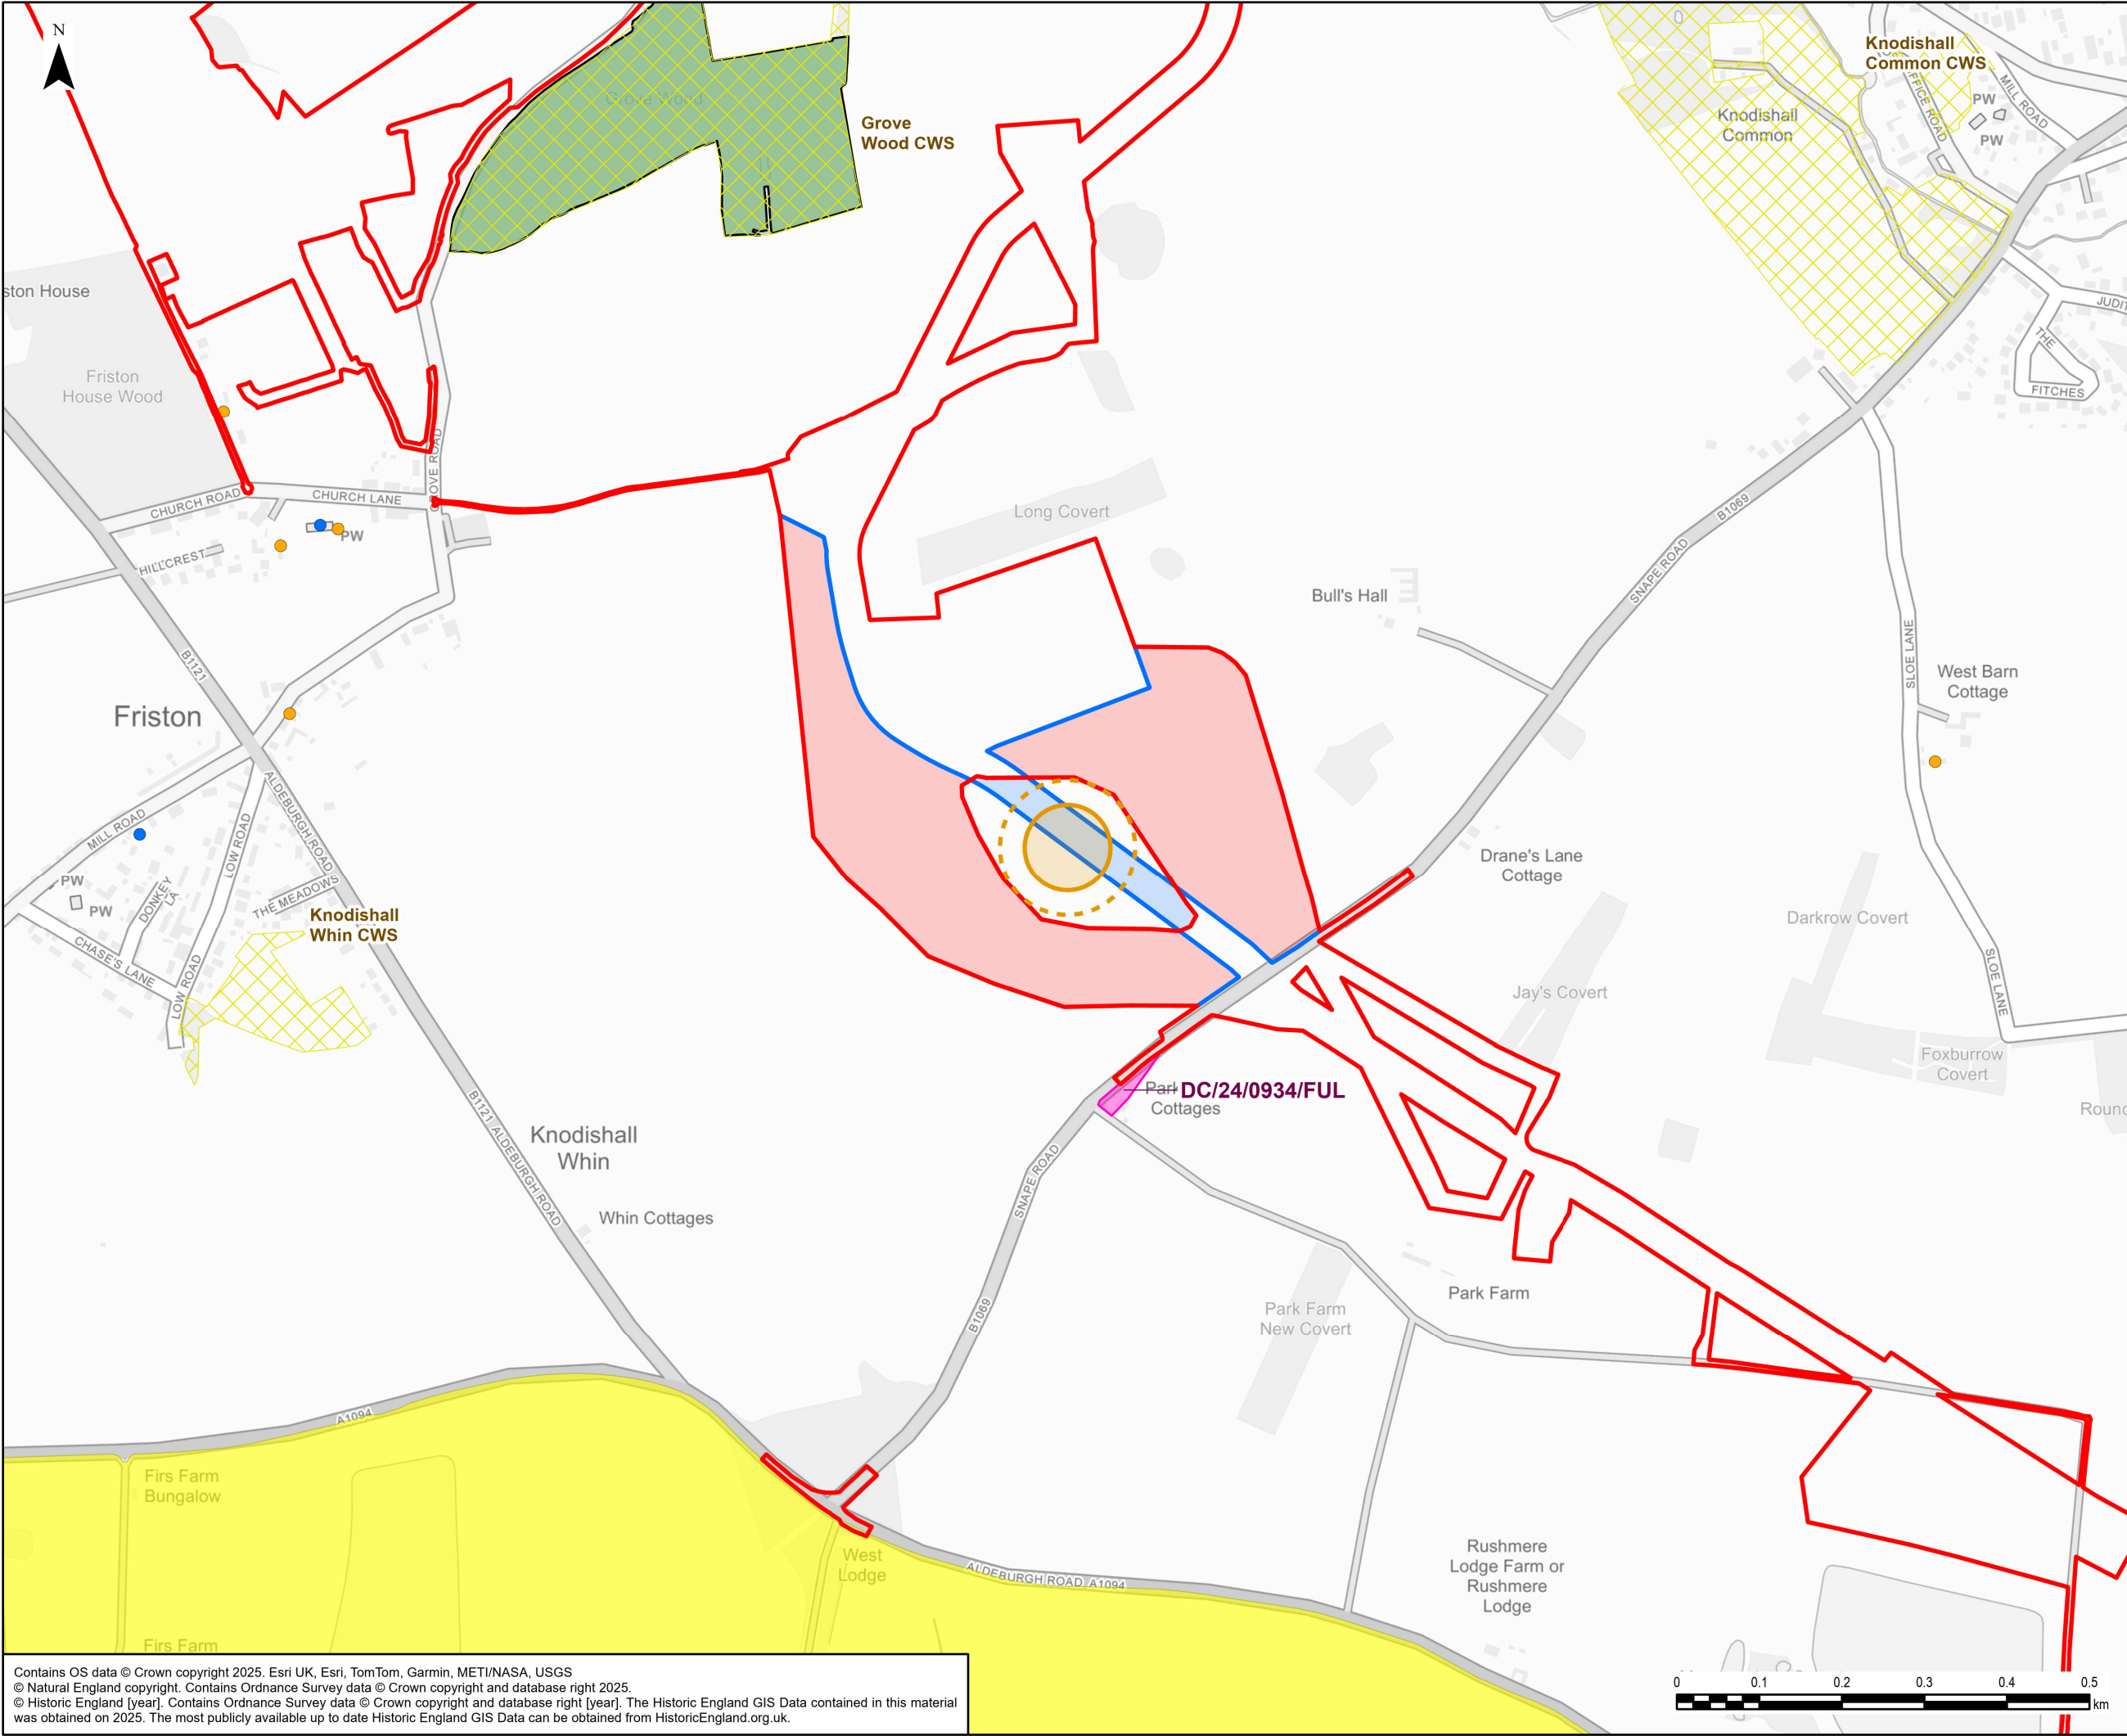 N
Grove Wood
Grove
Wood CWS
Knodishall
Common CWS
Knodishall
Common
MILL ROAD
PW
PW
THE
FITCHES
ston House
Friston
House Wood
GROVE ROAD
CHURCH ROAD
CHURCH LANE
PW
HILLCREST
Long Covert
B1069
SNAPE ROAD
Bull's Hall
SLOE LANE
West Barn
Cottage
B1121
Friston
MILL ROAD
LOW ROAD
ALDEBURGH ROAD
PW
PW
DONKEY
LA
THE MEADOWS
CHASE'S LANE
LOW ROAD
Knodishall
Whin CWS
Drane's Lane
Cottage
Darkrow Covert
Jay's Covert
SLOE LANE
Foxburrow
Covert
Round
Park
Cottages
DC/24/0934/FUL
Knodishall
Whin
B1121 ALDEBURGH ROAD
SNAPE ROAD
Whin Cottages
B1069
Park Farm
New Covert
Park Farm
A1094
Firs Farm
Bungalow
West
Lodge
ALDEBURGH ROAD A1094
Rushmere
Lodge Farm or
Rushmere
Lodge
Firs Farm
0 0.1 0.2 0.3 0.4 0.5
km
Contains OS data © Crown copyright 2025. Esri UK, Esri, TomTom, Garmin, METI/NASA, USGS
© Natural England copyright. Contains Ordnance Survey data © Crown copyright and database right 2025.
© Historic England [year]. Contains Ordnance Survey data © Crown copyright and database right [year]. The Historic England GIS Data contained in this material
was obtained on 2025. The most publicly available up to date Historic England GIS Data can be obtained from HistoricEngland.org.uk.